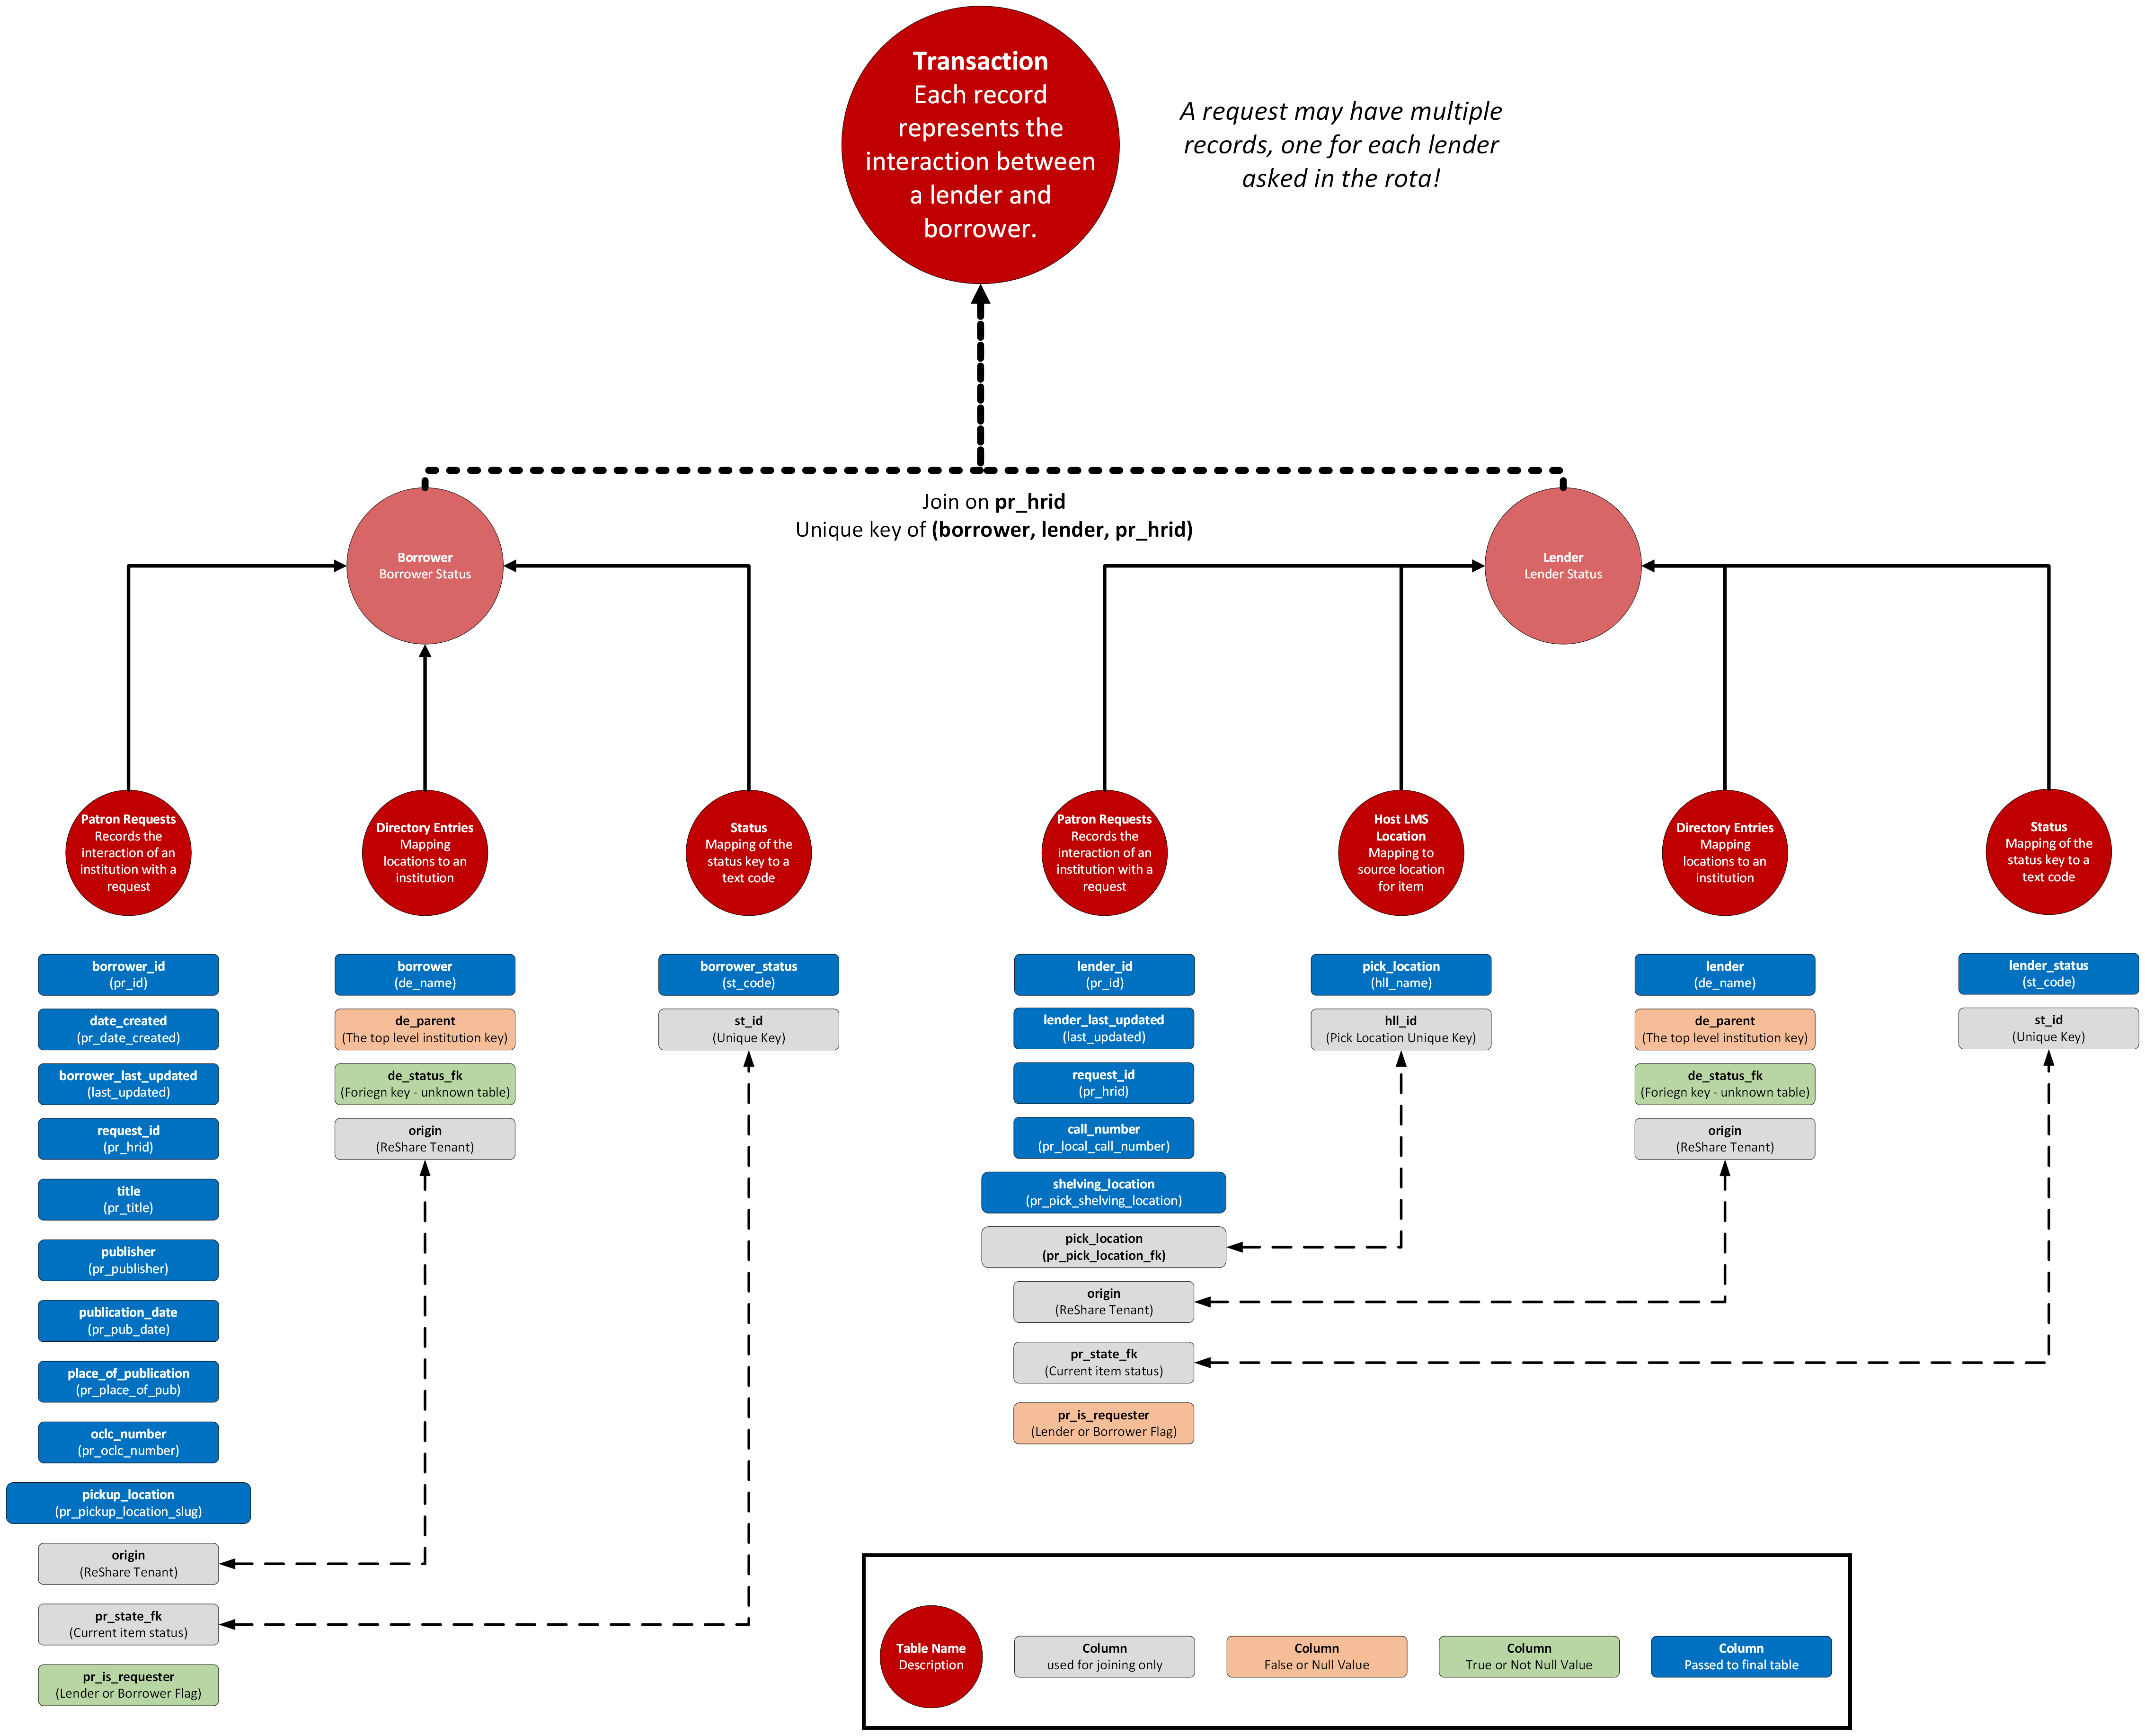 Transaction
Each record
represents the
interaction between
a lender and
borrower.
A request may have multiple
records, one for each lender
asked in the rota!
Join on pr_hrid
Unique key of (borrower, lender, pr_hrid)
Borrower
Borrower Status
Lender
Lender Status
Patron Requests
Records the
interaction of an
institution with a
request
Directory Entries
Mapping
locations to an
institution
Status
Mapping of the
status key to a
text code
Patron Requests
Records the
interaction of an
institution with a
request
Host LMS
Location
Mapping to
source location
for item
Directory Entries
Mapping
locations to an
institution
Status
Mapping of the
status key to a
text code
borrower_id
(pr_id)
date_created
(pr_date_created)
borrower_last_updated
(last_updated)
request_id
(pr_hrid)
title
(pr_title)
publisher
(pr_publisher)
publication_date
(pr_pub_date)
place_of_publication
(pr_place_of_pub)
oclc_number
(pr_oclc_number)
pickup_location
(pr_pickup_location_slug)
origin
(ReShare Tenant)
pr_state_fk
(Current item status)
pr_is_requester
(Lender or Borrower Flag)
borrower
(de_name)
de_parent
(The top level institution key)
de_status_fk
(Foriegn key - unknown table)
origin
(ReShare Tenant)
borrower_status
(st_code)
st_id
(Unique Key)
lender_id
(pr_id)
lender_last_updated
(last_updated)
request_id
(pr_hrid)
call_number
(pr_local_call_number)
shelving_location
(pr_pick_shelving_location)
pick_location
(pr_pick_location_fk)
origin
(ReShare Tenant)
pr_state_fk
(Current item status)
pr_is_requester
(Lender or Borrower Flag)
pick_location
(hll_name)
hll_id
(Pick Location Unique Key)
lender
(de_name)
de_parent
(The top level institution key)
de_status_fk
(Foriegn key - unknown table)
origin
(ReShare Tenant)
lender_status
(st_code)
st_id
(Unique Key)
Table Name
Description
Column
used for joining only
Column
False or Null Value
Column
True or Not Null Value
Column
Passed to final table